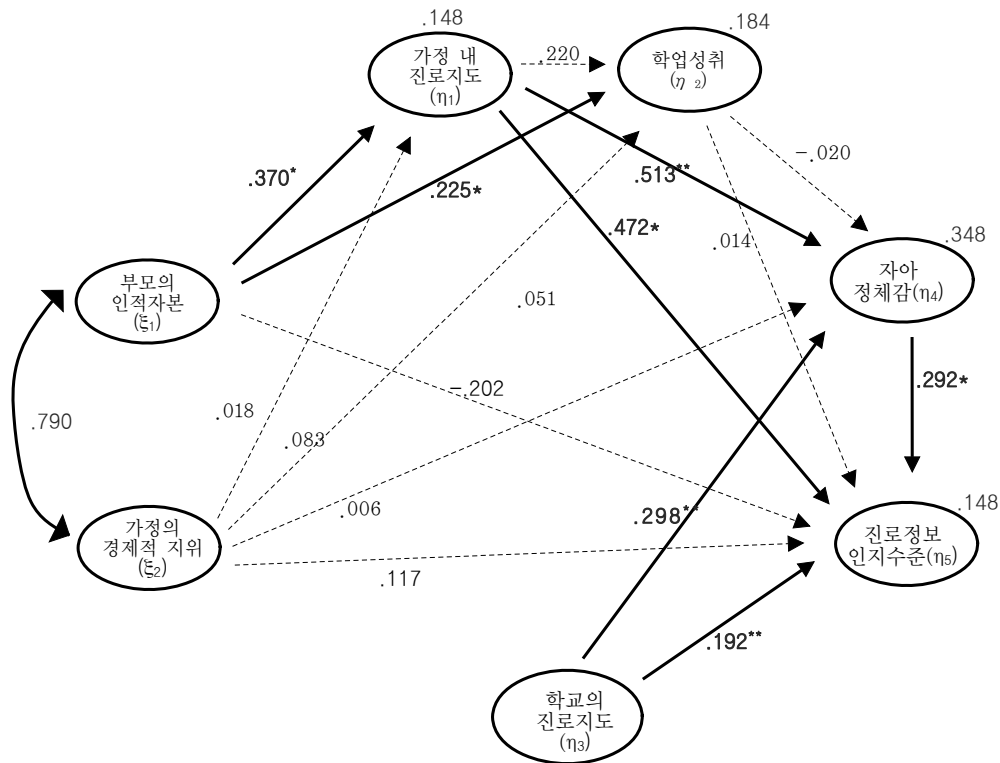 .148
가정 내
진로지도
(η₁)
.220
.184
학업성취
(η ₂)
-.020
.370*
.225*
.513**
.472*
.014
.348
자아
정체감(η₄)
부모의
인적자본
(ξ₁)
.051
.292*
-.202
.790
.018
.083
.006
.298**
가정의
경제적 지위
(ξ₂)
.117
.148
진로정보
인지수준(η₅)
.192**
학교의
진로지도
(η₃)